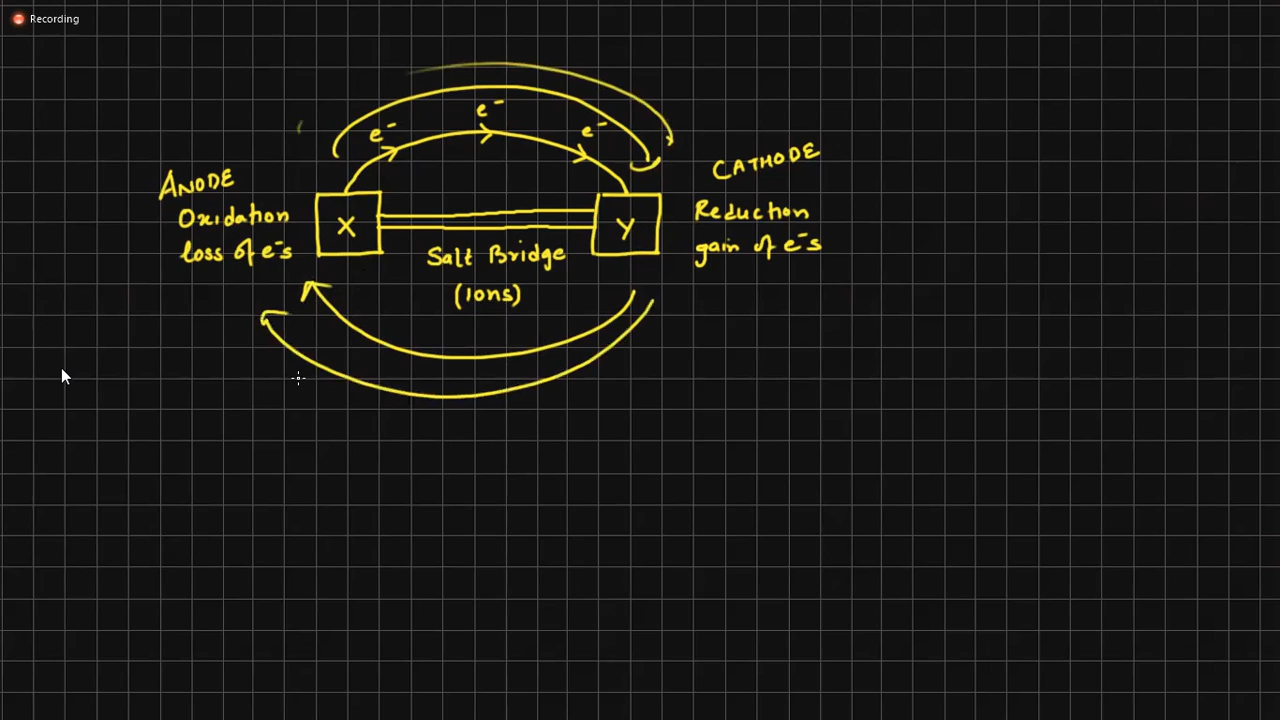 Recording
e⁻
e⁻
e⁻
CATHODE
ANODE
Oxidation
loss of e⁻s
X
Y
Reduction
gain of e⁻s
Salt Bridge
(Ions)